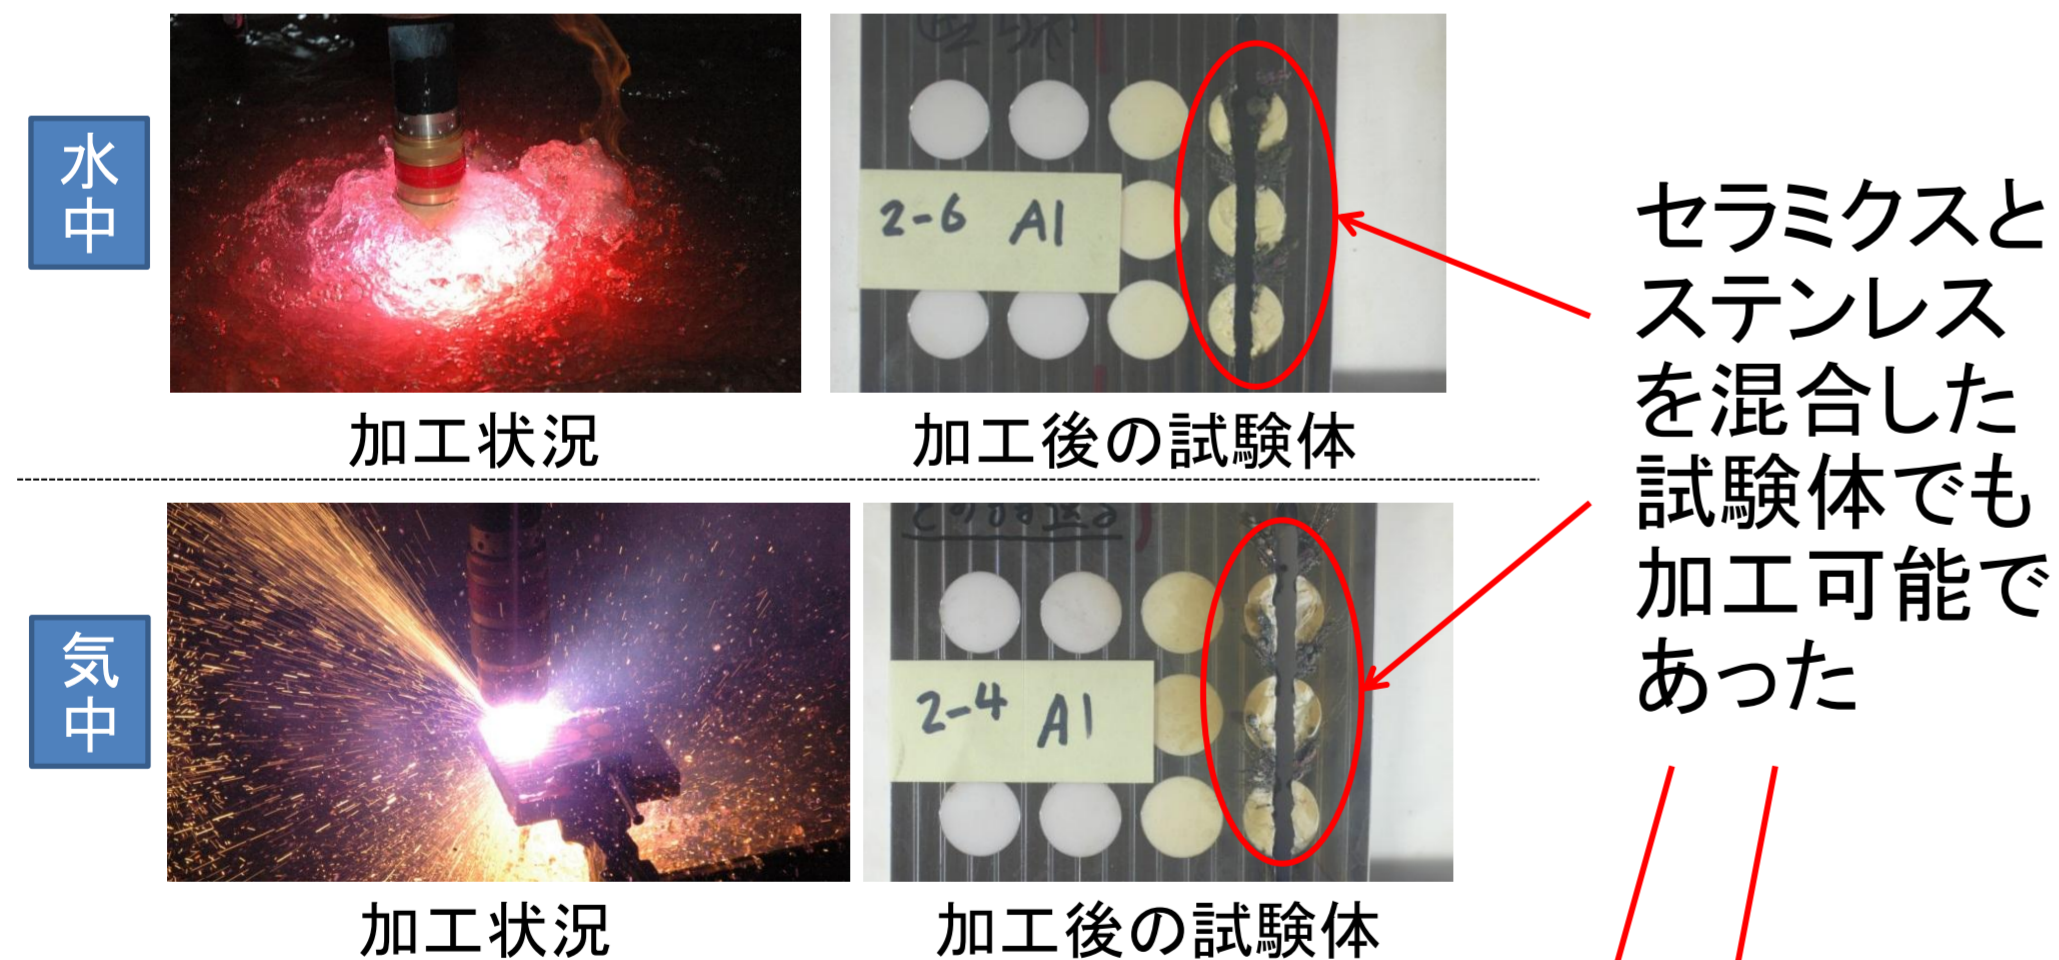 水中
加工状況
2-6 Al
加工後の試験体
気中
加工状況
2-4 Al
加工後の試験体
セラミクスと
ステンレス
を混合した
試験体でも
加工可能で
あった